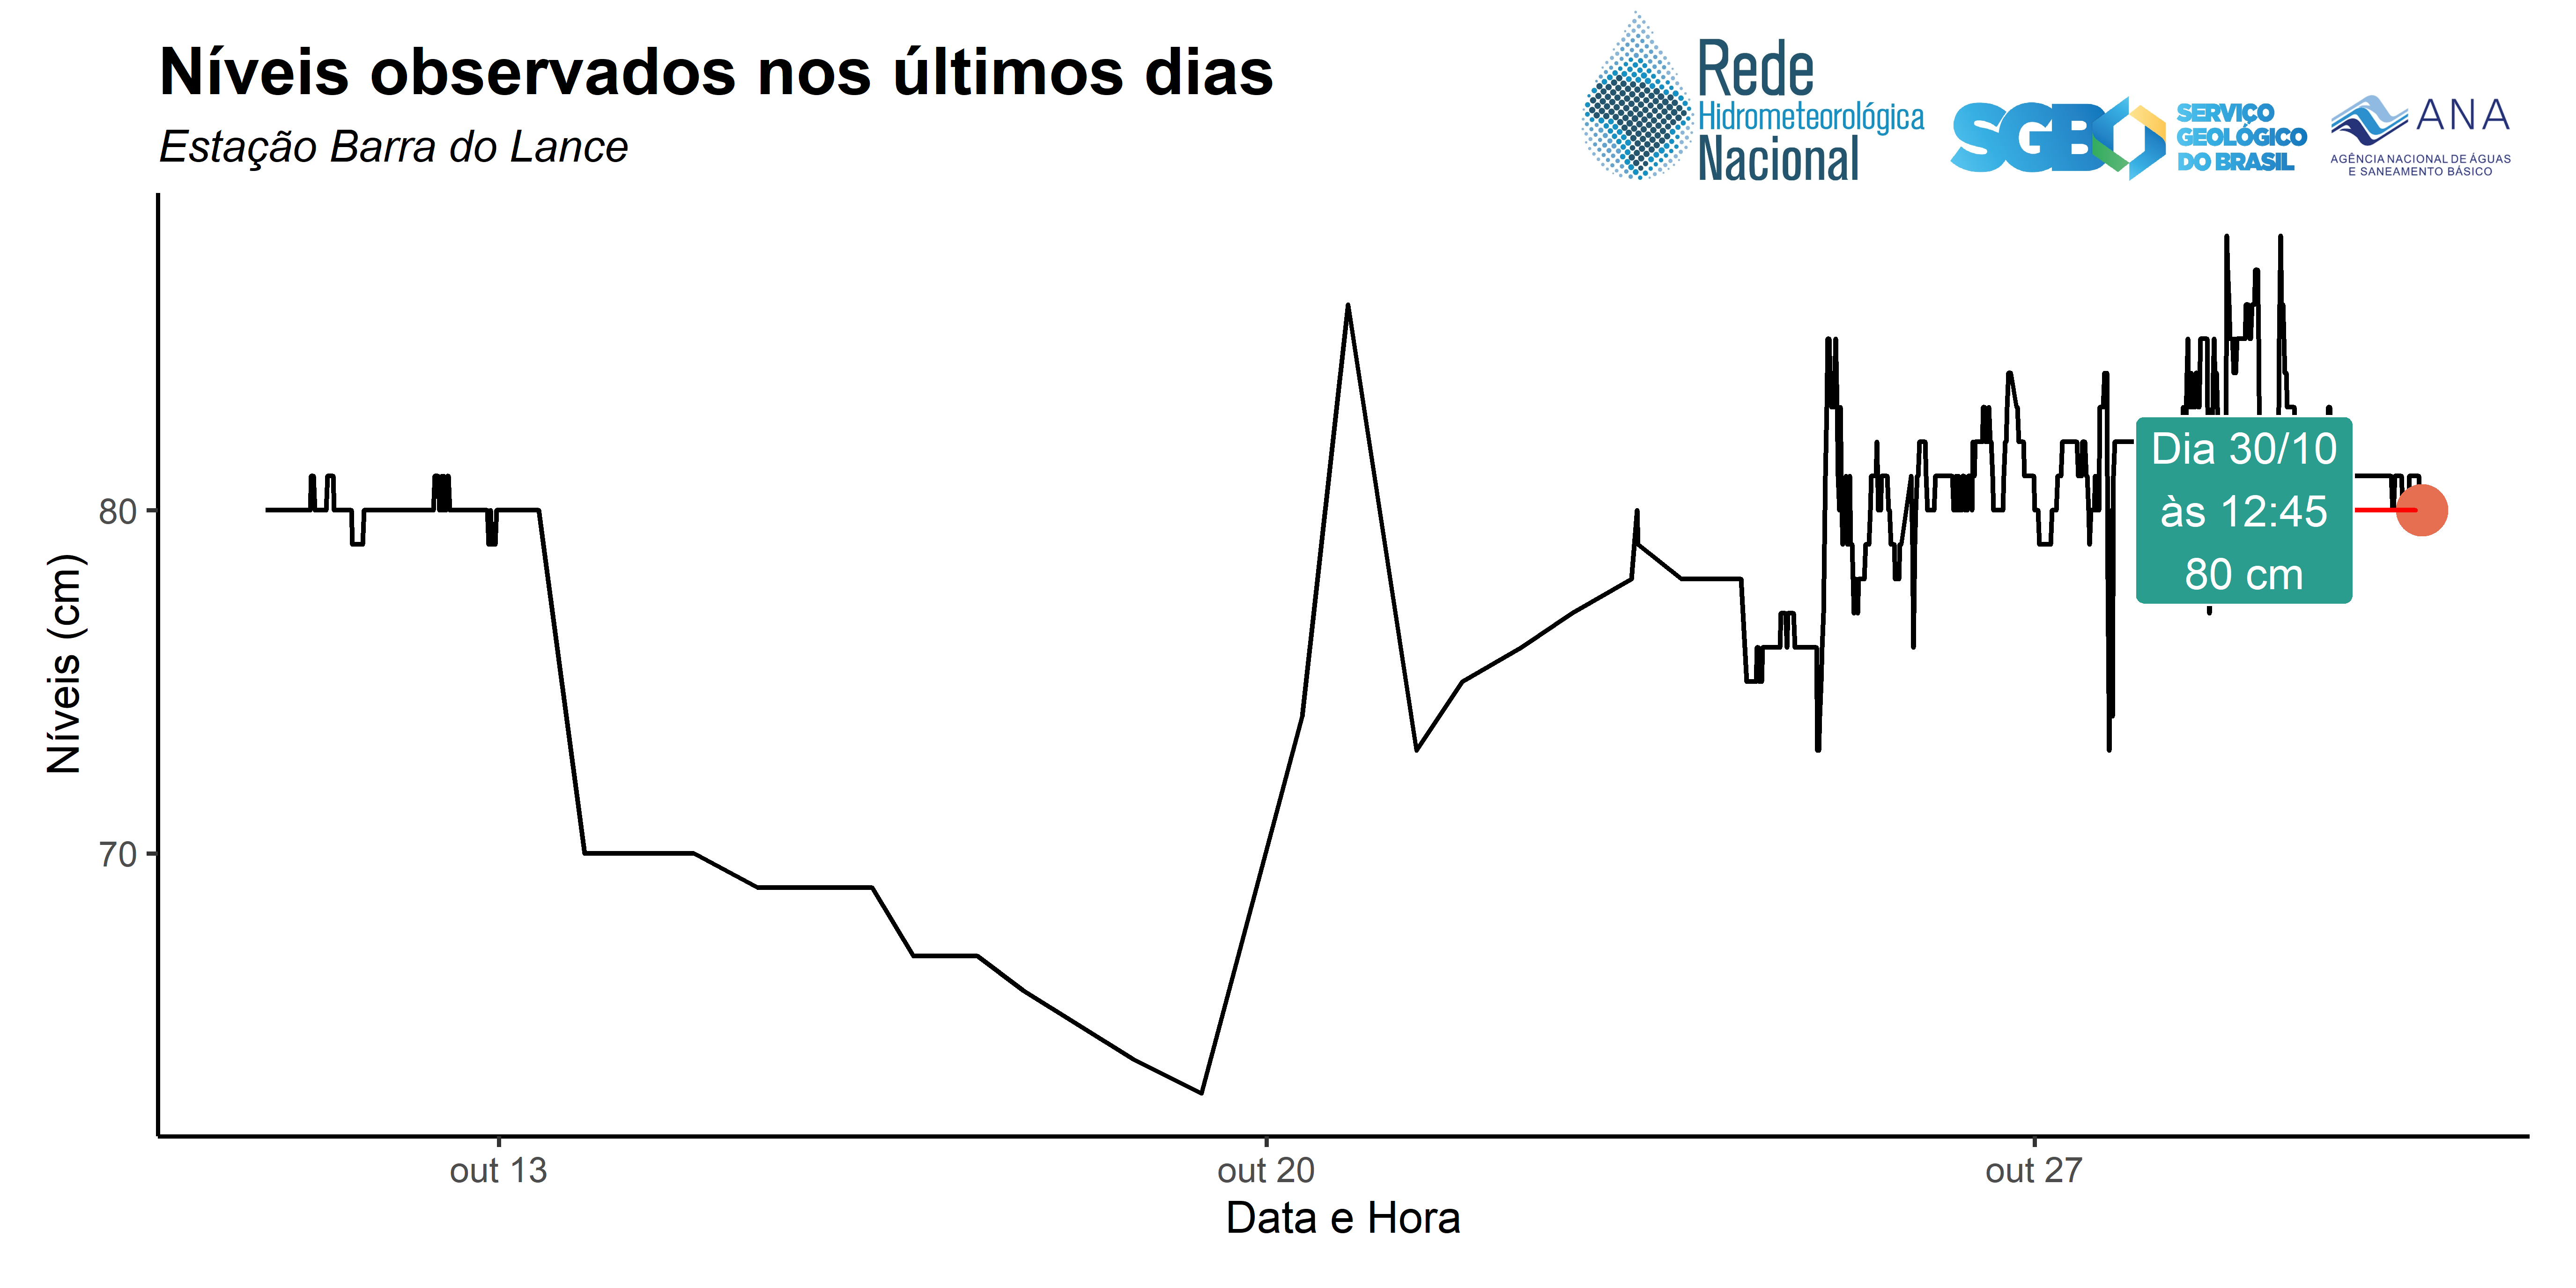 Níveis observados nos últimos dias
Estação Barra do Lance
Rede
Hidrometeorológica
Nacional
SGB
SERVIÇO
GEOLÓGICO
DO BRASIL
ANA
AGÊNCIA NACIONAL DE ÁGUAS
E SANEAMENTO BÁSICO
Níveis (cm)
80
70
Dia 30/10
às 12:45
80 cm
out 13
out 20
out 27
Data e Hora